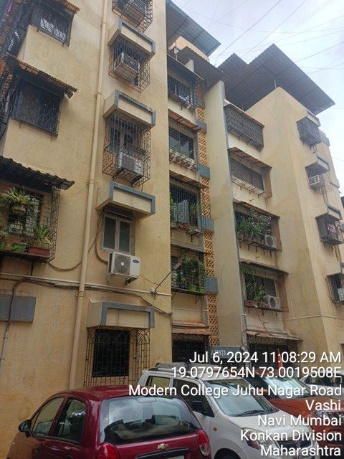 Jul 6, 2024 11:08:29 AM
19.0797654N 73.0019508E
Modern College Juhu Nagar Road
Vashi
Navi Mumbai
Konkan Division
Maharashtra